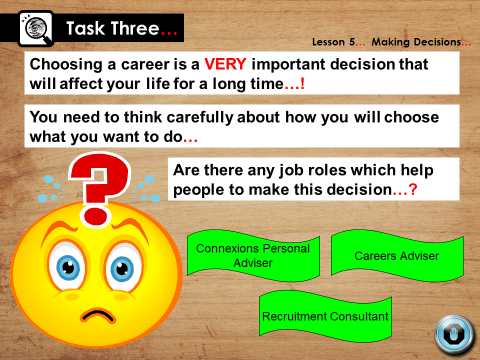 Task Three…
Lesson 5… Making Decisions…
Choosing a career is a VERY important decision that
will affect your life for a long time…!
You need to think carefully about how you will choose
what you want to do…
?
Are there any job roles which help
people to make this decision…?
Connexions Personal
Adviser
Careers Adviser
Recruitment Consultant